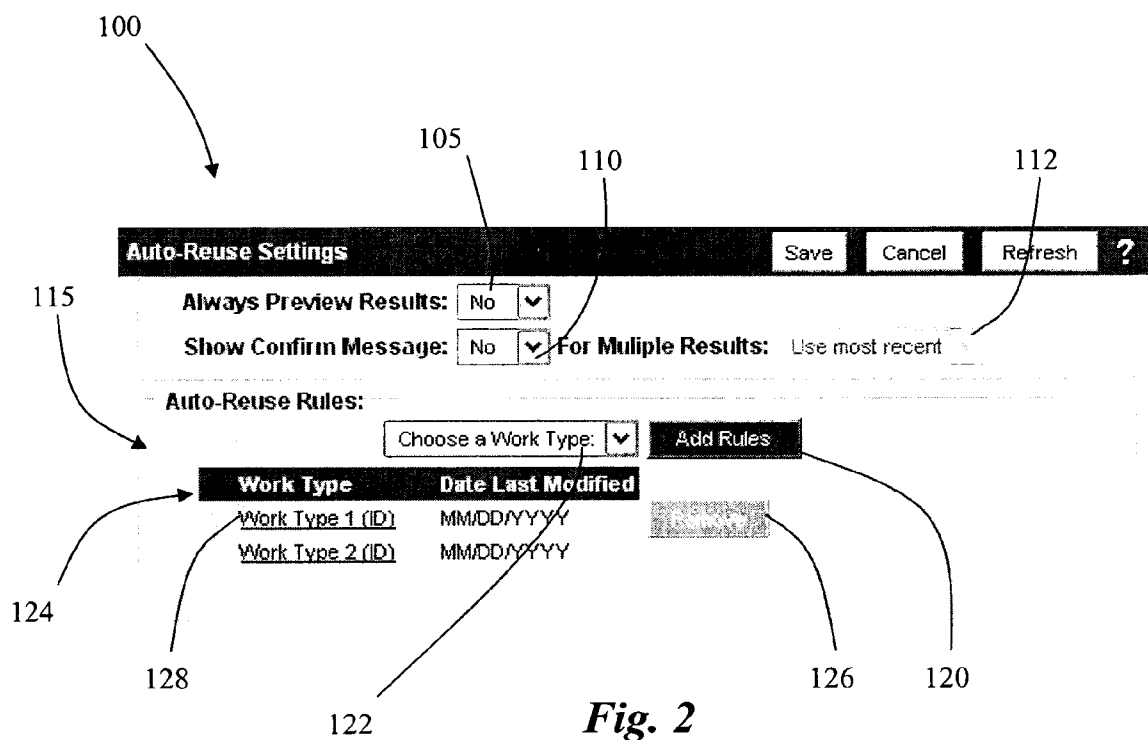 100
105
110
112
Auto-Reuse Settings Save Cancel Refresh ?
115
Always Preview Results: No
Show Confirm Message: No For Muliple Results: Use most recent
Auto-Reuse Rules:
Choose a Work Type: Add Rules
Work Type Date Last Modified
Work Type 1 (ID) MM/DD/YYYY Remove
Work Type 2 (ID) MM/DD/YYYY
124
128
126
120
122
Fig. 2